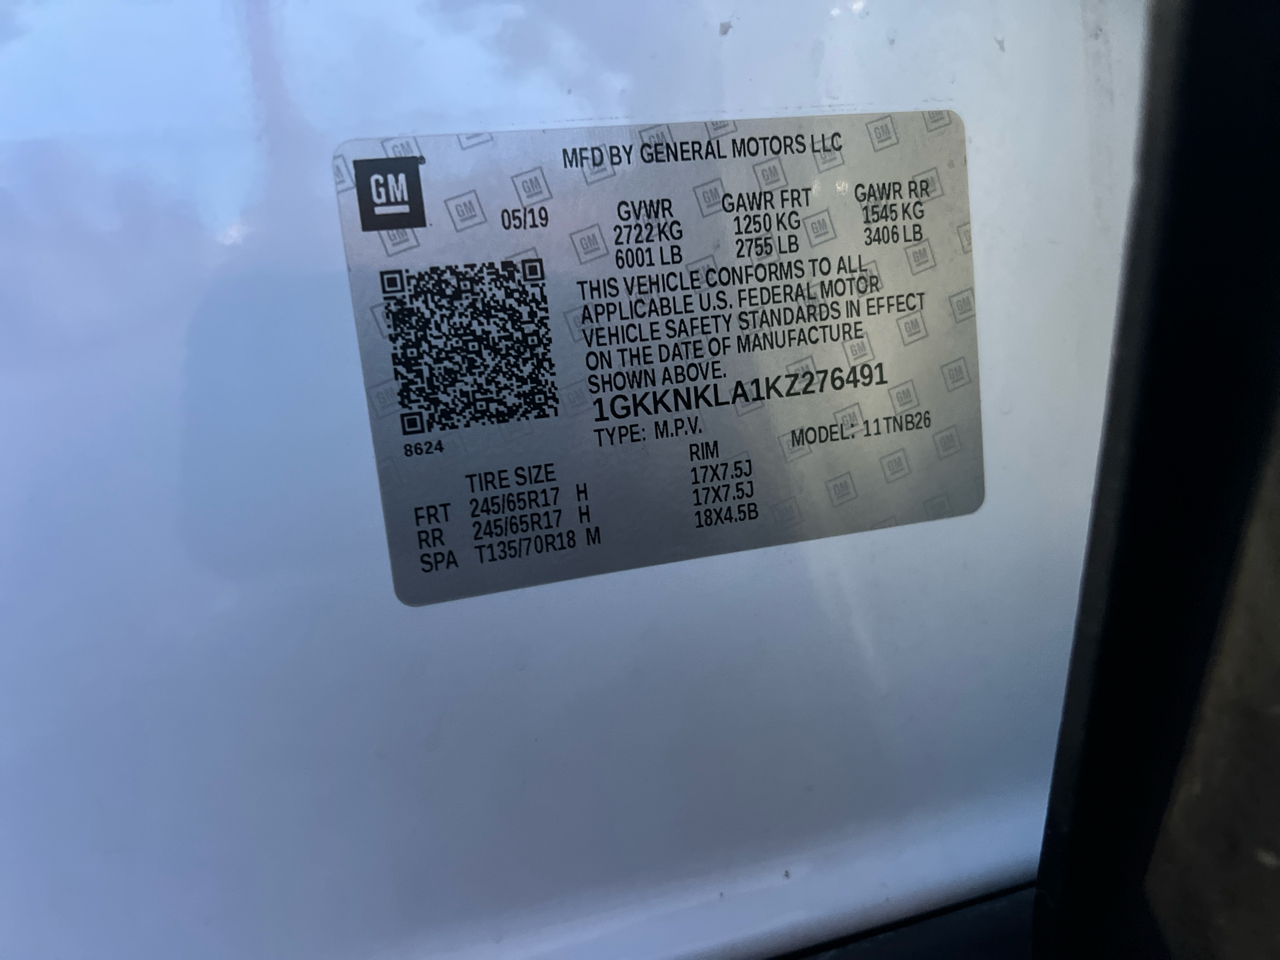 MFD BY GENERAL MOTORS LLC
GM
05/19
GVWR GAWR FRT GAWR RR
2722 KG 1250 KG 1545 KG
6001 LB 2755 LB 3406 LB
THIS VEHICLE CONFORMS TO ALL
APPLICABLE U.S. FEDERAL MOTOR
VEHICLE SAFETY STANDARDS IN EFFECT
ON THE DATE OF MANUFACTURE
SHOWN ABOVE.
1GKKNKLA1KZ276491
8624
TYPE: M.P.V. MODEL: 11TNB26
TIRE SIZE RIM
FRT 245/65R17 H 17X7.5J
RR 245/65R17 H 17X7.5J
SPA T135/70R18 M 18X4.5B